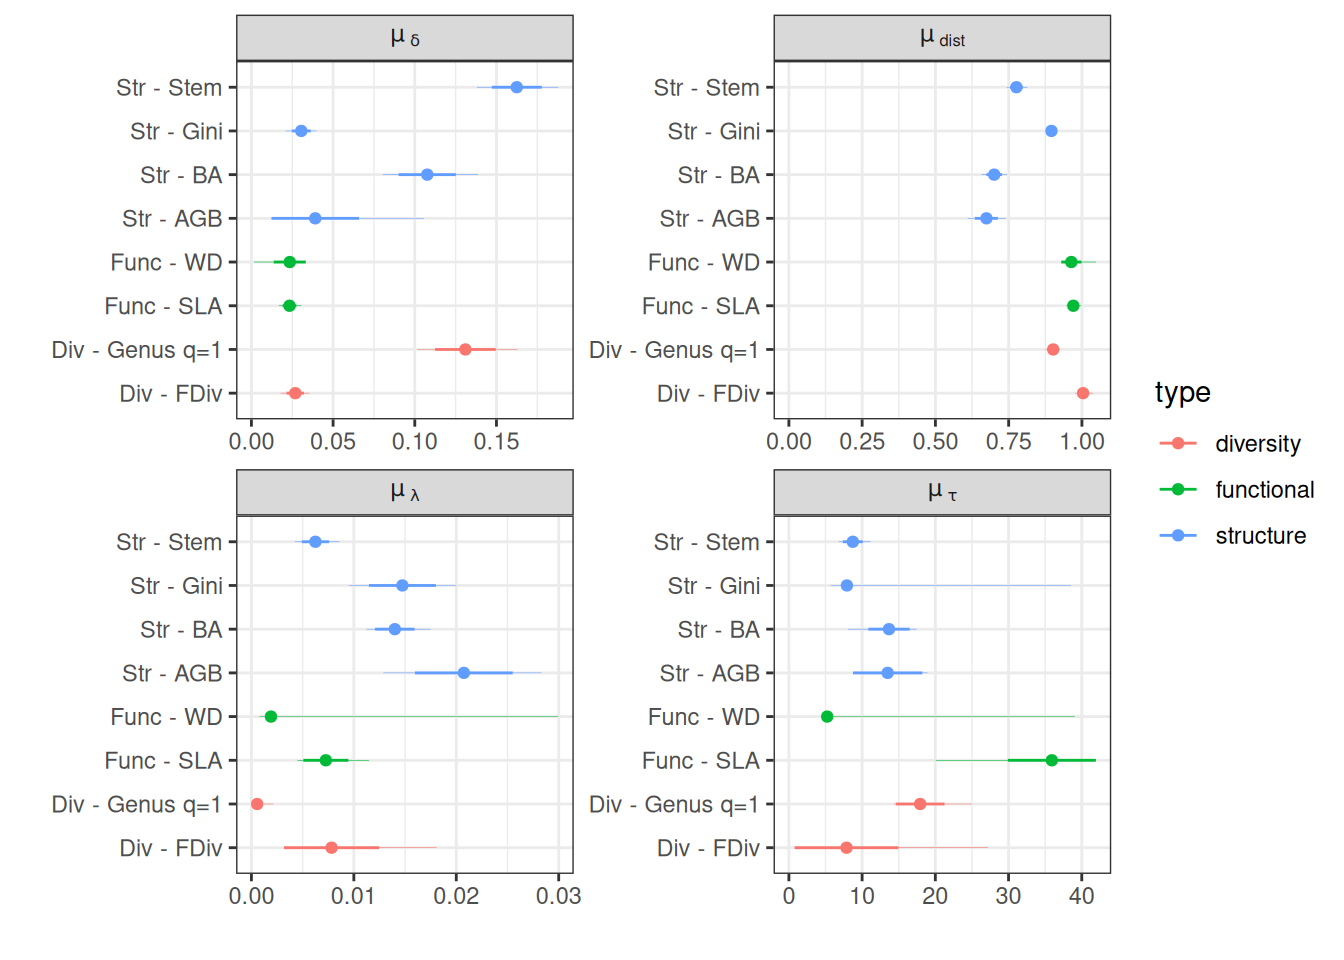 μ δ
Str - Stem
Str - Gini
Str - BA
Str - AGB
Func - WD
Func - SLA
Div - Genus q=1
Div - FDiv
0.00 0.05 0.10 0.15
μ dist
Str - Stem
Str - Gini
Str - BA
Str - AGB
Func - WD
Func - SLA
Div - Genus q=1
Div - FDiv
0.00 0.25 0.50 0.75 1.00
μ λ
Str - Stem
Str - Gini
Str - BA
Str - AGB
Func - WD
Func - SLA
Div - Genus q=1
Div - FDiv
0.00 0.01 0.02 0.03
μ τ
Str - Stem
Str - Gini
Str - BA
Str - AGB
Func - WD
Func - SLA
Div - Genus q=1
Div - FDiv
0 10 20 30 40
type
diversity
functional
structure